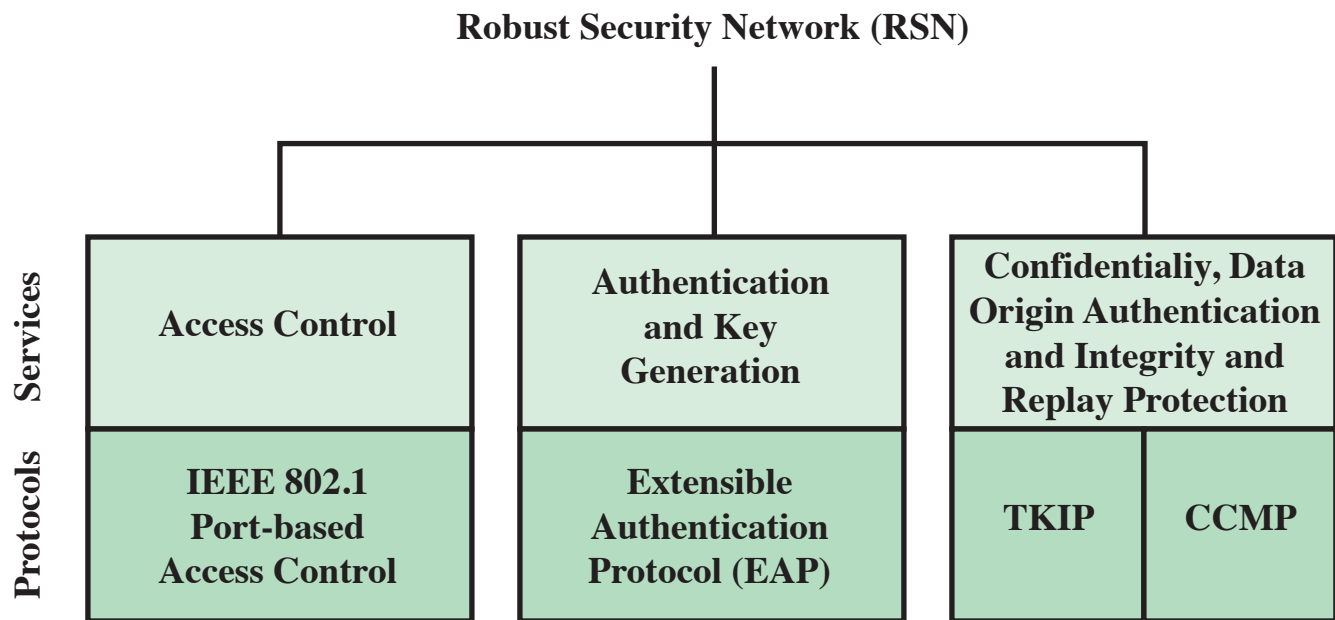 Robust Security Network (RSN)
Services
Access Control
Authentication
and Key
Generation
Confidentialiy, Data
Origin Authentication
and Integrity and
Replay Protection
Protocols
IEEE 802.1
Port-based
Access Control
Extensible
Authentication
Protocol (EAP)
TKIP
CCMP